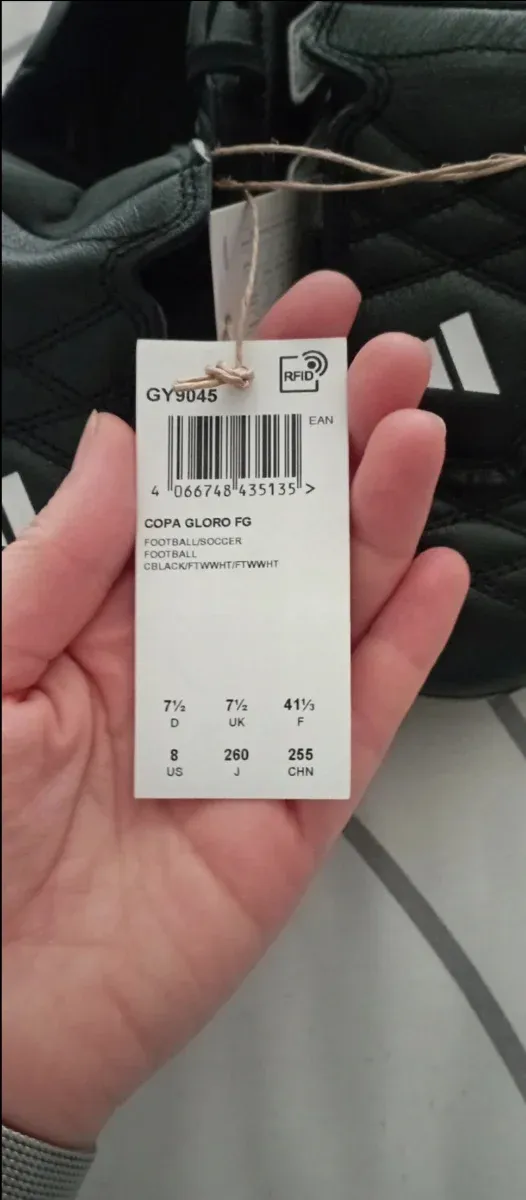 RFID
GY9045
EAN
4 066748 435135 >
COPA GLORO FG
FOOTBALL/SOCCER
FOOTBALL
CBLACK/FTWWHT/FTWWHT
7½ 7½ 41⅓
D UK F
8 260 255
US J CHN